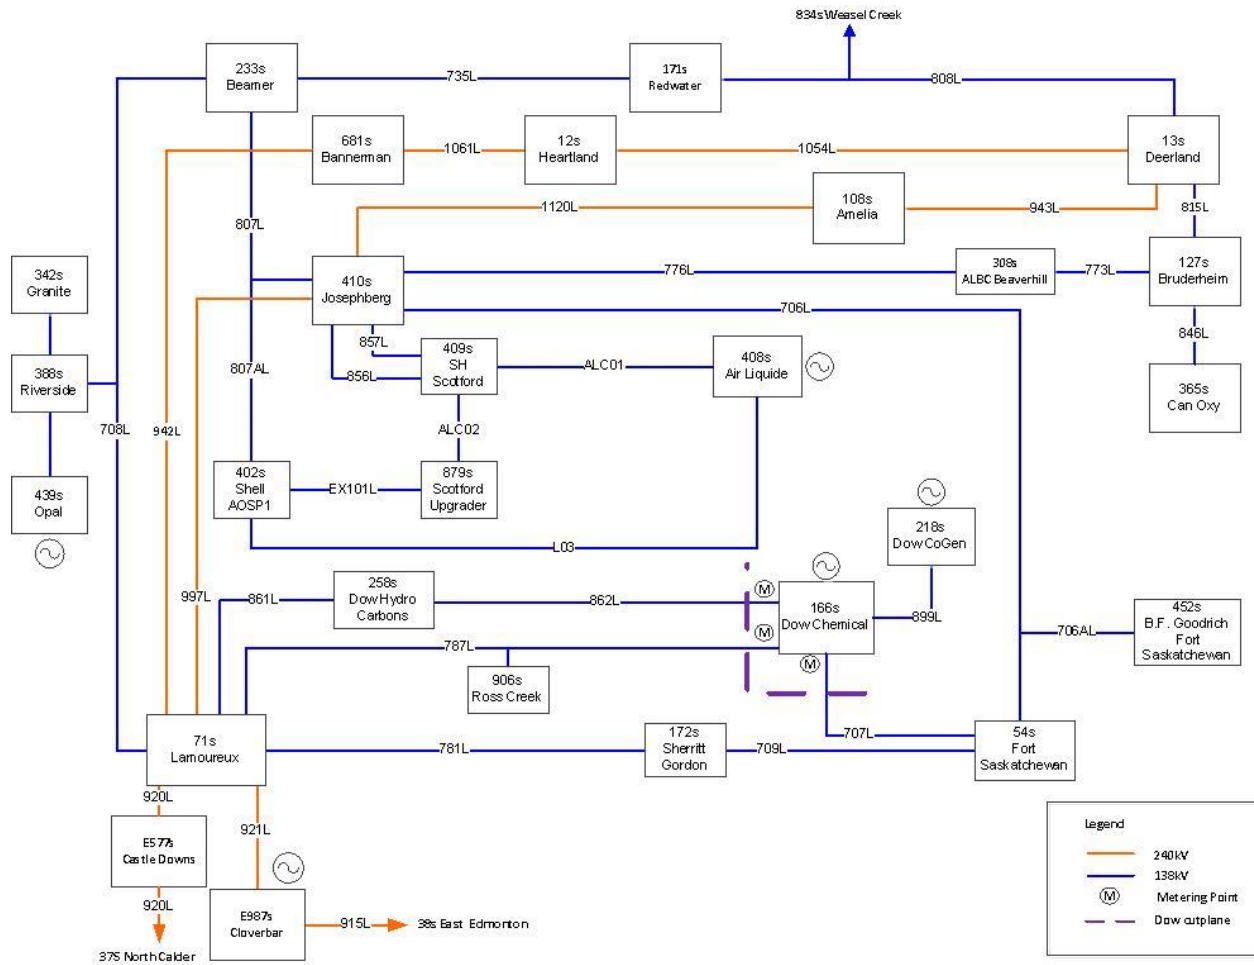 834s Weasel Creek
233s
Beamer
735L
171s
Redwater
808L
681s
Bannerman
1061L
12s
Heartland
1054L
13s
Deerland
108s
Amelia
1120L
943L
815L
807L
342s
Granite
410s
Josephberg
776L
308s
ALBC Beaverhill
773L
127s
Bruderheim
706L
846L
857L
409s
SH
Scotford
ALC01
408s
Air Liquide
388s
Riverside
807AL
856L
365s
Can Oxy
708L
942L
ALC02
439s
Opal
402s
Shell
AOSP1
EX101L
879s
Scotford
Upgrader
218s
Dow CoGen
L03
997L
861L
258s
Dow Hydro
Carbons
862L
M
166s
Dow Chemical
899L
452s
B.F. Goodrich
Fort
Saskatchewan
706AL
M
787L
M
906s
Ross Creek
71s
Lamoureux
781L
172s
Sherritt
Gordon
709L
707L
54s
Fort
Saskatchewan
920L
921L
E577s
Castle Downs
920L
E987s
Cloverbar
915L
38s East Edmonton
37S North Calder
Legend
240kV
138kV
M Metering Point
Dow cutplane